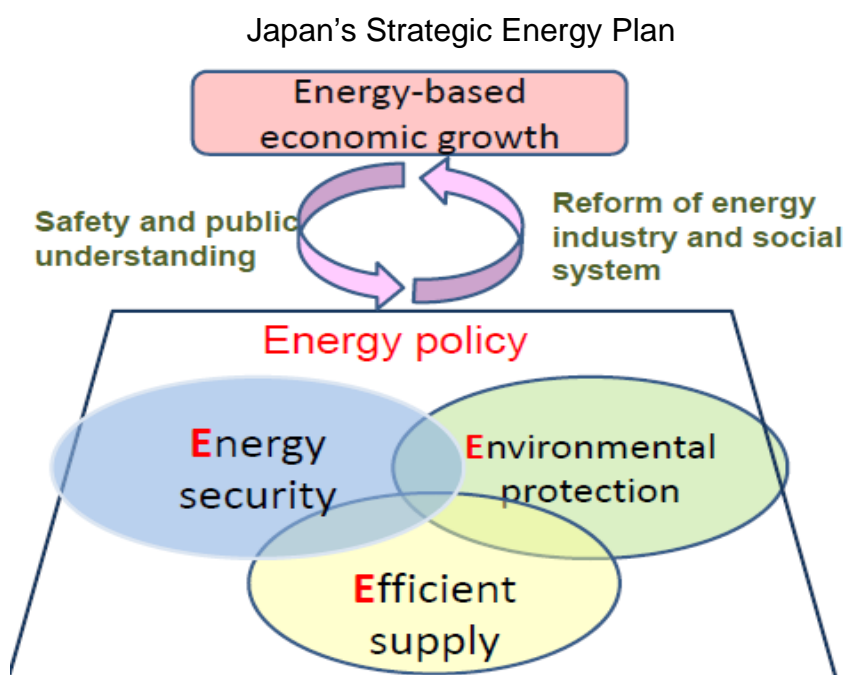 Japan's Strategic Energy Plan
Energy-based
economic growth
Safety and public
understanding
Reform of energy
industry and social
system
Energy policy
Energy
security
Environmental
protection
Efficient
supply